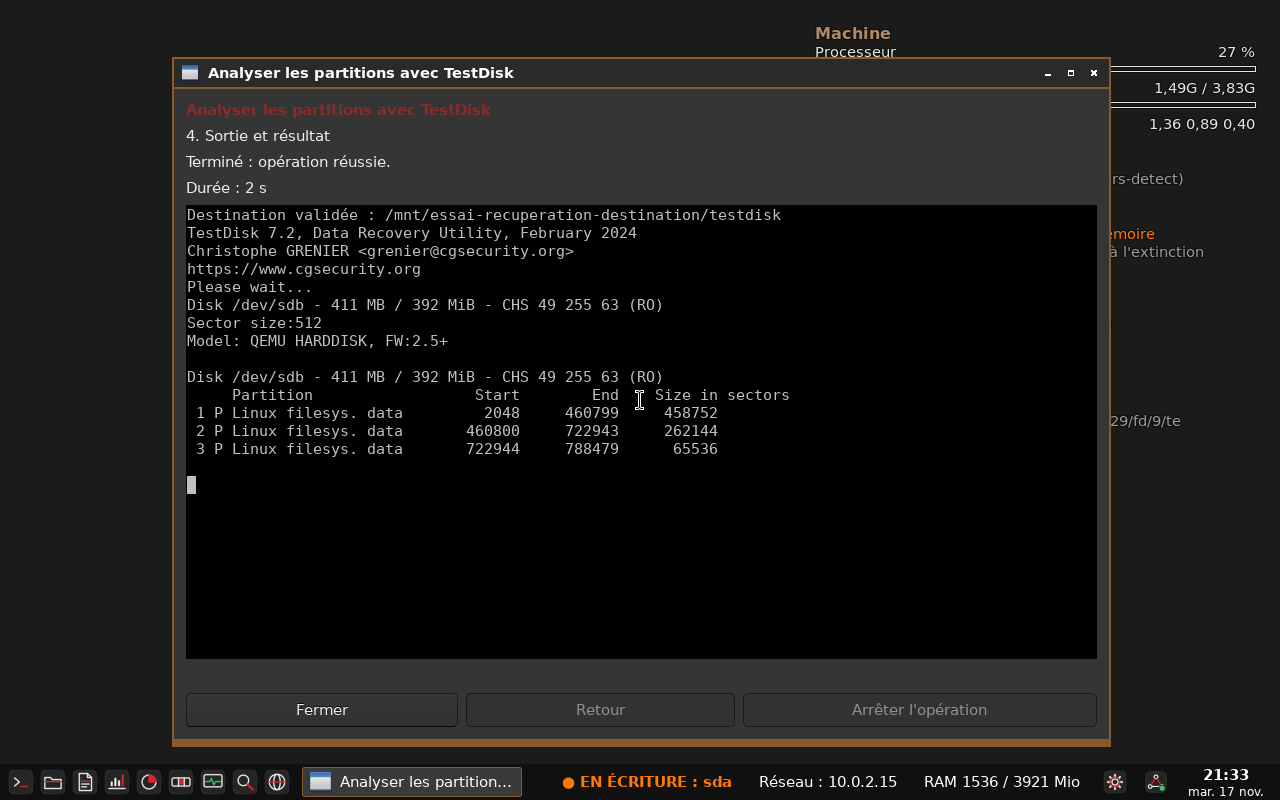 Machine
Processeur 27 %
Analyser les partitions avec TestDisk
1,49G / 3,83G
Analyser les partitions avec TestDisk
1,36 0,89 0,40
4. Sortie et résultat
Terminé : opération réussie.
rs-detect)
Durée : 2 s
Destination validée : /mnt/essai-recuperation-destination/testdisk
TestDisk 7.2, Data Recovery Utility, February 2024
émoire
Christophe GRENIER <grenier@cgsecurity.org>
à l'extinction
https://www.cgsecurity.org
Please wait...
Disk /dev/sdb - 411 MB / 392 MiB - CHS 49 255 63 (RO)
Sector size:512
Model: QEMU HARDDISK, FW:2.5+
Disk /dev/sdb - 411 MB / 392 MiB - CHS 49 255 63 (RO)
Partition Start End Size in sectors
1 P Linux filesys. data 2048 460799 458752
29/fd/9/te
2 P Linux filesys. data 460800 722943 262144
3 P Linux filesys. data 722944 788479 65536
Fermer Retour Arrêter l'opération
Analyser les partition... ● EN ÉCRITURE : sda Réseau : 10.0.2.15 RAM 1536 / 3921 Mio 21:33
mar. 17 nov.